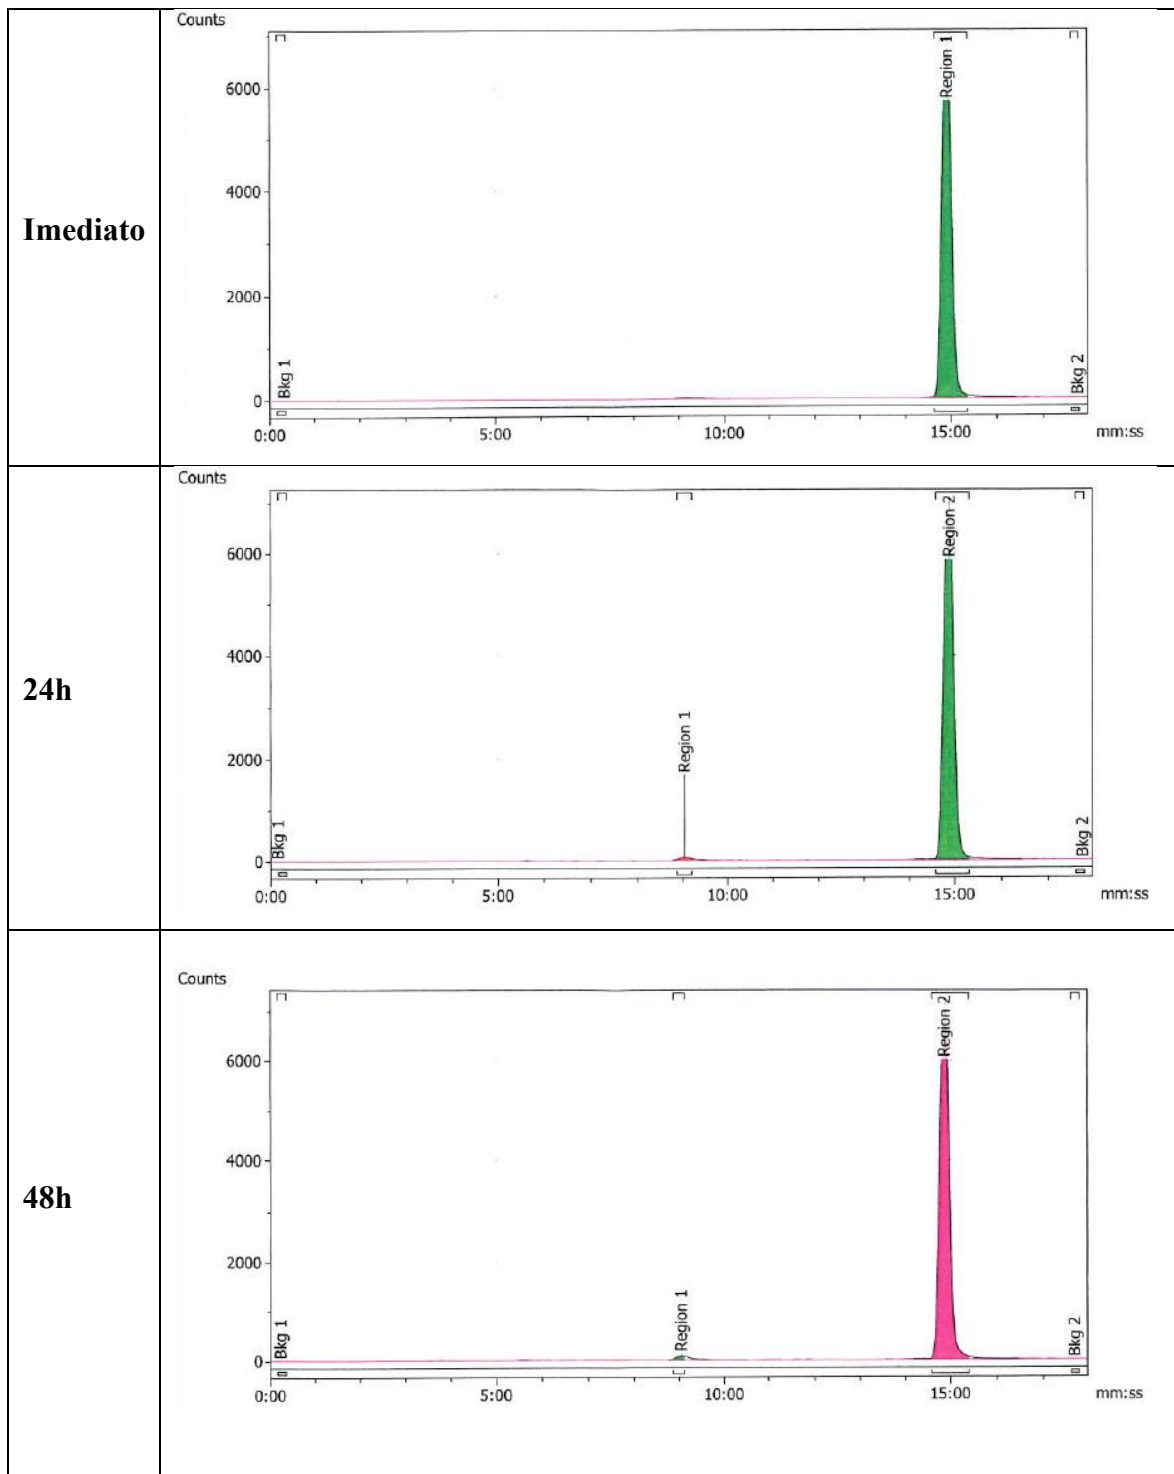 Imediato
Counts
6000
4000
2000
0
Bkg 1
Region 1
Bkg 2
0:00 5:00 10:00 15:00 mm:ss
24h
Counts
6000
4000
2000
0
Bkg 1
Region 1
Region 2
Bkg 2
0:00 5:00 10:00 15:00 mm:ss
48h
Counts
6000
4000
2000
0
Bkg 1
Region 1
Region 2
Bkg 2
0:00 5:00 10:00 15:00 mm:ss